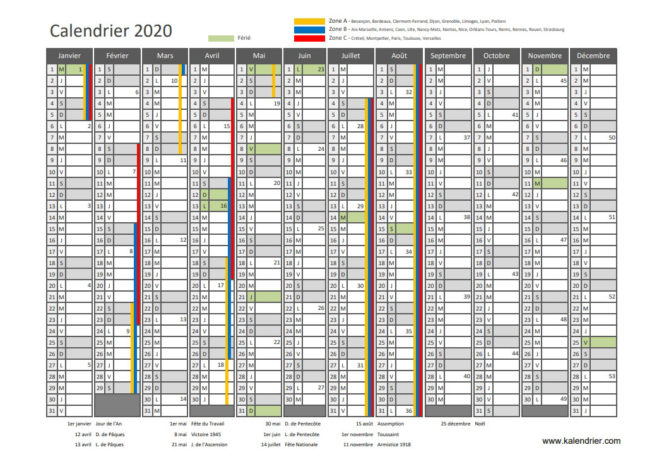 Calendrier 2020
Férié
Zone A - Besançon, Bordeaux, Clermont-Ferrand, Dijon, Grenoble, Limoges, Lyon, Poitiers
Zone B - Aix-Marseille, Amiens, Caen, Lille, Nancy-Metz, Nantes, Nice, Orléans-Tours, Reims, Rennes, Rouen, Strasbourg
Zone C - Créteil, Montpellier, Paris, Toulouse, Versailles
Janvier Février Mars Avril Mai Juin Juillet Août Septembre Octobre Novembre Décembre
1 M 1 1 S 1 D 1 M 1 V 1 L 23 1 M 1 S 1 M 1 J 1 D 1 M
2 J 2 D 2 L 10 2 J 2 S 2 M 2 J 2 D 2 M 2 V 2 L 45 2 M
3 V 3 L 6 3 M 3 V 3 D 3 M 3 V 3 L 32 3 J 3 S 3 M 3 J
4 S 4 M 4 M 4 S 4 L 19 4 J 4 S 4 M 4 V 4 D 4 M 4 V
5 D 5 M 5 J 5 D 5 M 5 V 5 D 5 M 5 S 5 L 41 5 J 5 S
6 L 2 6 J 6 V 6 L 15 6 M 6 S 6 L 28 6 J 6 D 6 M 6 V 6 D
7 M 7 V 7 S 7 M 7 J 7 D 7 M 7 V 7 L 37 7 M 7 S 7 L 50
8 M 8 S 8 D 8 M 8 V 8 L 24 8 M 8 S 8 M 8 J 8 D 8 M
9 J 9 D 9 L 11 9 J 9 S 9 M 9 J 9 D 9 M 9 V 9 L 46 9 M
10 V 10 L 7 10 M 10 V 10 D 10 M 10 V 10 L 33 10 J 10 S 10 M 10 J
11 S 11 M 11 M 11 S 11 L 20 11 J 11 S 11 M 11 V 11 D 11 M 11 V
12 D 12 M 12 J 12 D 12 M 12 V 12 D 12 M 12 S 12 L 42 12 J 12 S
13 L 3 13 J 13 V 13 L 16 13 M 13 S 13 L 29 13 J 13 D 13 M 13 V 13 D
14 M 14 V 14 S 14 M 14 J 14 D 14 M 14 V 14 L 38 14 M 14 S 14 L 51
15 M 15 S 15 D 15 M 15 V 15 L 25 15 M 15 S 15 M 15 J 15 D 15 M
16 J 16 D 16 L 12 16 J 16 S 16 M 16 J 16 D 16 M 16 V 16 L 47 16 M
17 V 17 L 8 17 M 17 V 17 D 17 M 17 V 17 L 34 17 J 17 S 17 M 17 J
18 S 18 M 18 M 18 S 18 L 21 18 J 18 S 18 M 18 V 18 D 18 M 18 V
19 D 19 M 19 J 19 D 19 M 19 V 19 D 19 M 19 S 19 L 43 19 J 19 S
20 L 4 20 J 20 V 20 L 17 20 M 20 S 20 L 30 20 J 20 D 20 M 20 V 20 D
21 M 21 V 21 S 21 M 21 J 21 D 21 M 21 V 21 L 39 21 M 21 S 21 L 52
22 M 22 S 22 D 22 M 22 V 22 L 26 22 M 22 S 22 M 22 J 22 D 22 M
23 J 23 D 23 L 13 23 J 23 S 23 M 23 J 23 D 23 M 23 V 23 L 48 23 M
24 V 24 L 9 24 M 24 V 24 D 24 M 24 V 24 L 35 24 J 24 S 24 M 24 J
25 S 25 M 25 M 25 S 25 L 22 25 J 25 S 25 M 25 V 25 D 25 M 25 V
26 D 26 M 26 J 26 D 26 M 26 V 26 D 26 M 26 S 26 L 44 26 J 26 S
27 L 5 27 J 27 V 27 L 18 27 M 27 S 27 L 31 27 J 27 D 27 M 27 V 27 D
28 M 28 V 28 S 28 M 28 J 28 D 28 M 28 V 28 L 40 28 M 28 S 28 L 53
29 M 29 S 29 D 29 M 29 V 29 L 27 29 M 29 S 29 M 29 J 29 D 29 M
30 J 30 L 14 30 J 30 S 30 M 30 J 30 D 30 M 30 V 30 L 49 30 M
31 V 31 M 31 D 31 V 31 L 36 31 S 31 J
1er janvier Jour de l'An 1er mai Fête du Travail 30 mai D. de Pentecôte 15 août Assomption 25 décembre Noël
12 avril D. de Pâques 8 mai Victoire 1945 1er juin L. de Pentecôte 1er novembre Toussaint
13 avril L. de Pâques 21 mai J. de l'Ascension 14 juillet Fête Nationale 11 novembre Armistice 1918
www.kalendrier.com